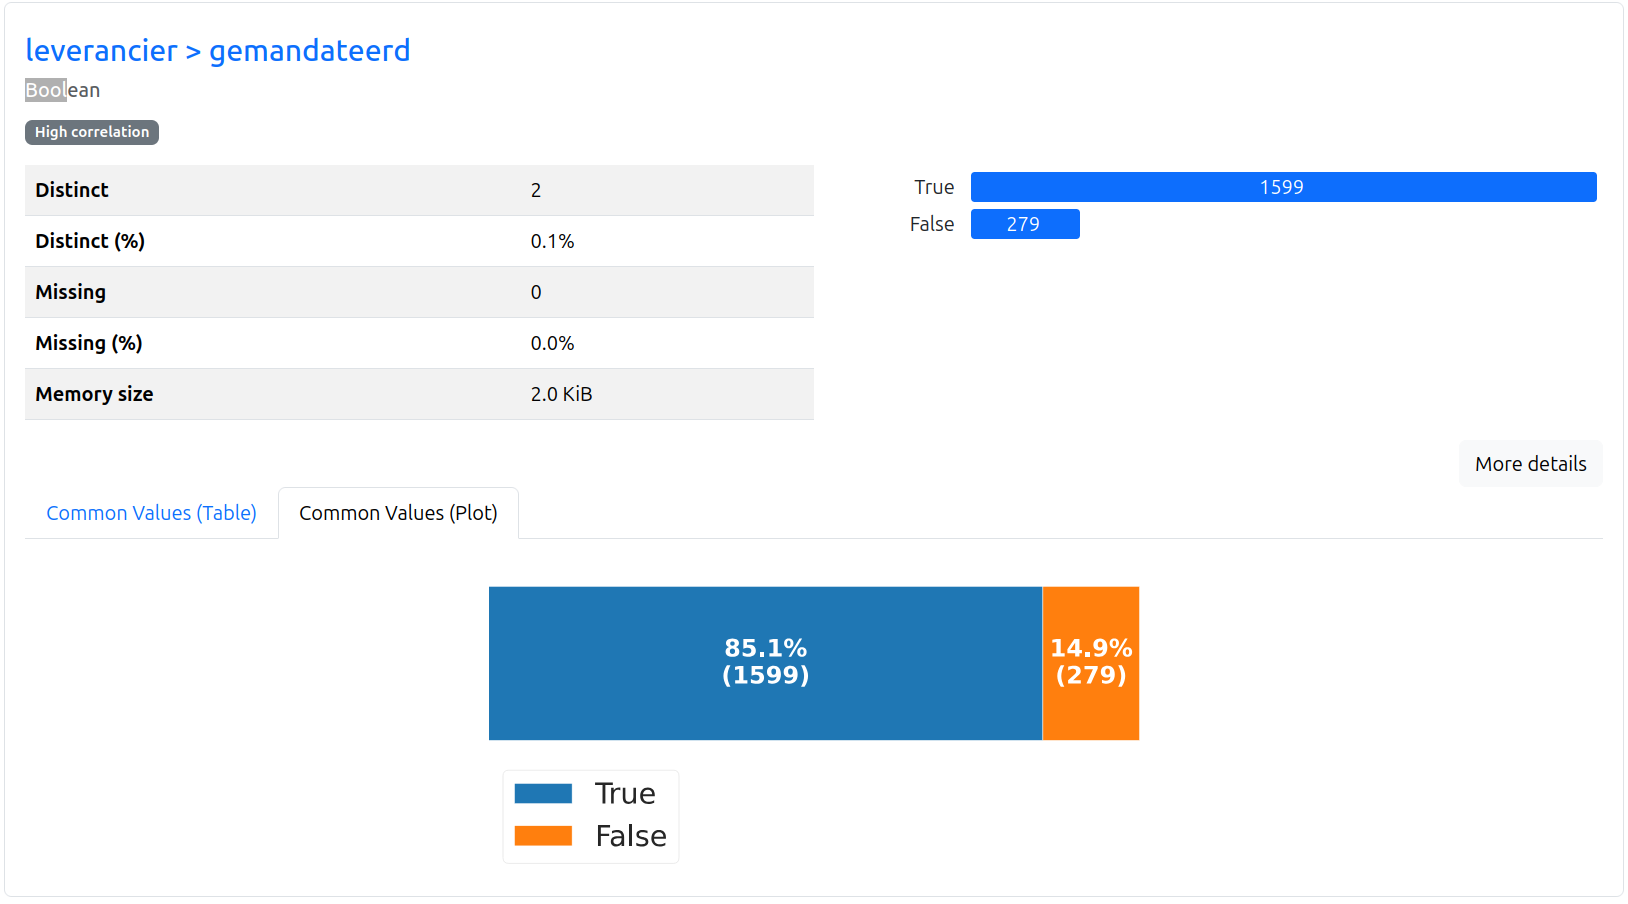 leverancier > gemandateerd
Boolean
High correlation
Distinct 2
Distinct (%) 0.1%
Missing 0
Missing (%) 0.0%
Memory size 2.0 KiB
True 1599
False 279
More details
Common Values (Table) Common Values (Plot)
85.1% 14.9%
(1599) (279)
True
False